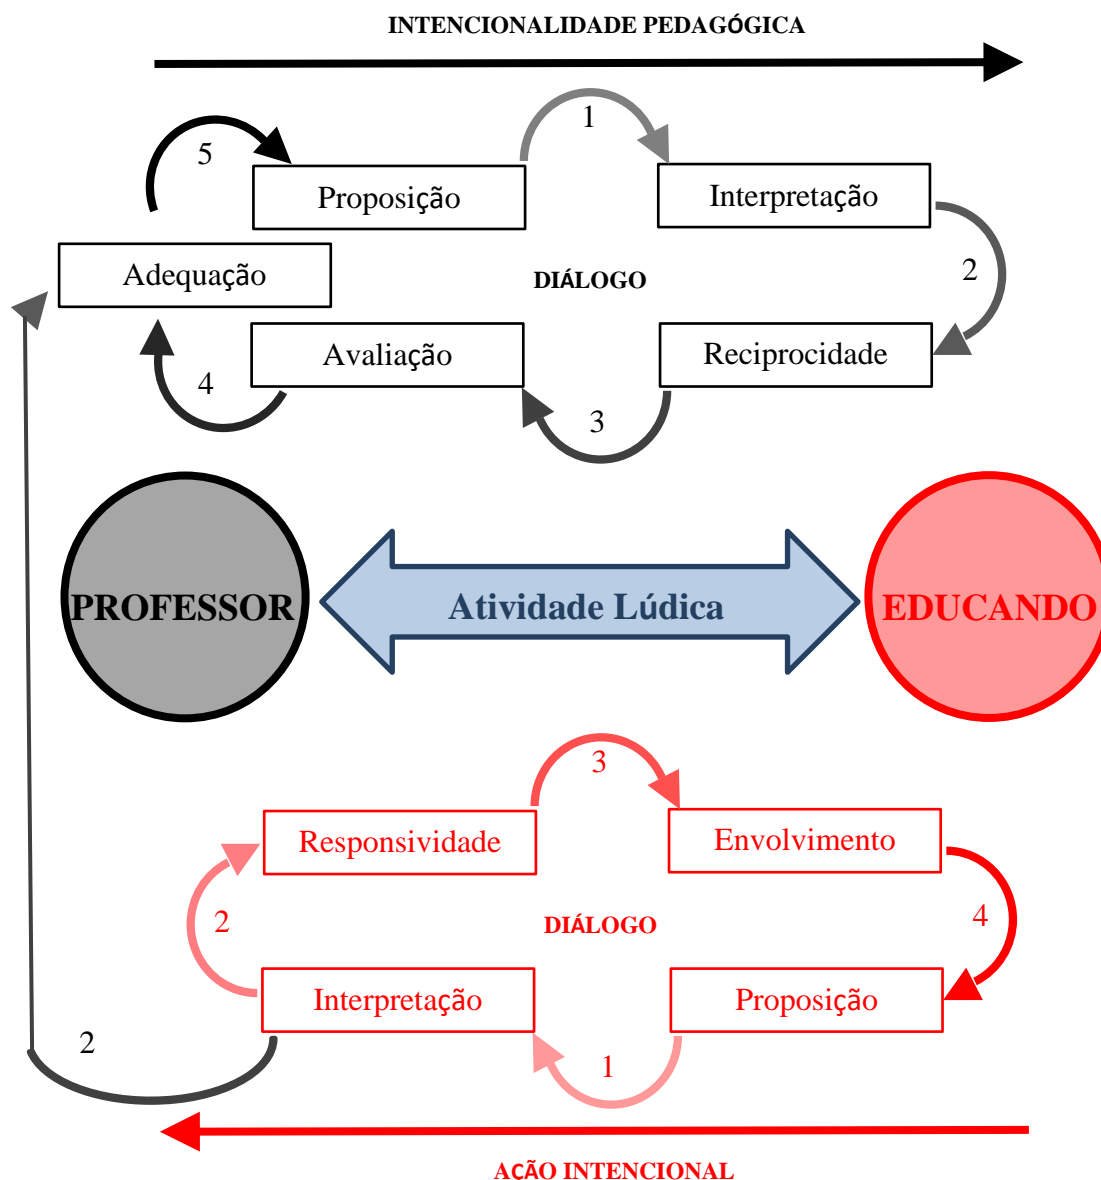 INTENCIONALIDADE PEDAGÓGICA
1
5
Proposição
Interpretação
2
Adequação
DIÁLOGO
Avaliação
Reciprocidade
4
3
PROFESSOR
Atividade Lúdica
EDUCANDO
3
Responsividade
Envolvimento
2
DIÁLOGO
4
Interpretação
Proposição
2
1
AÇÃO INTENCIONAL